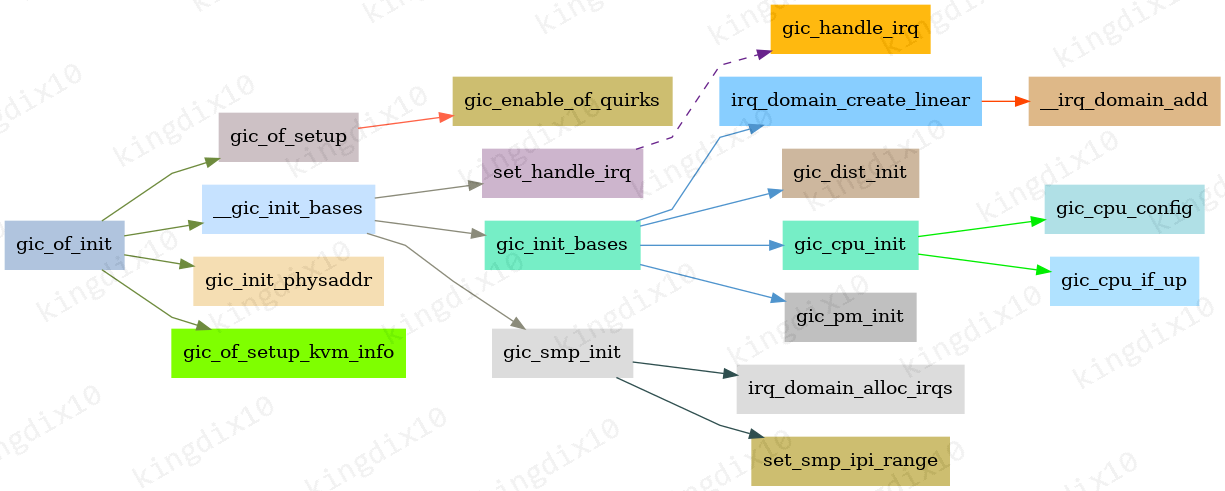 gic_handle_irq
gic_enable_of_quirks
irq_domain_create_linear
__irq_domain_add
gic_of_setup
set_handle_irq
gic_dist_init
__gic_init_bases
gic_cpu_config
gic_of_init
gic_init_bases
gic_cpu_init
gic_init_physaddr
gic_cpu_if_up
gic_pm_init
gic_of_setup_kvm_info
gic_smp_init
irq_domain_alloc_irqs
set_smp_ipi_range
kingdix10